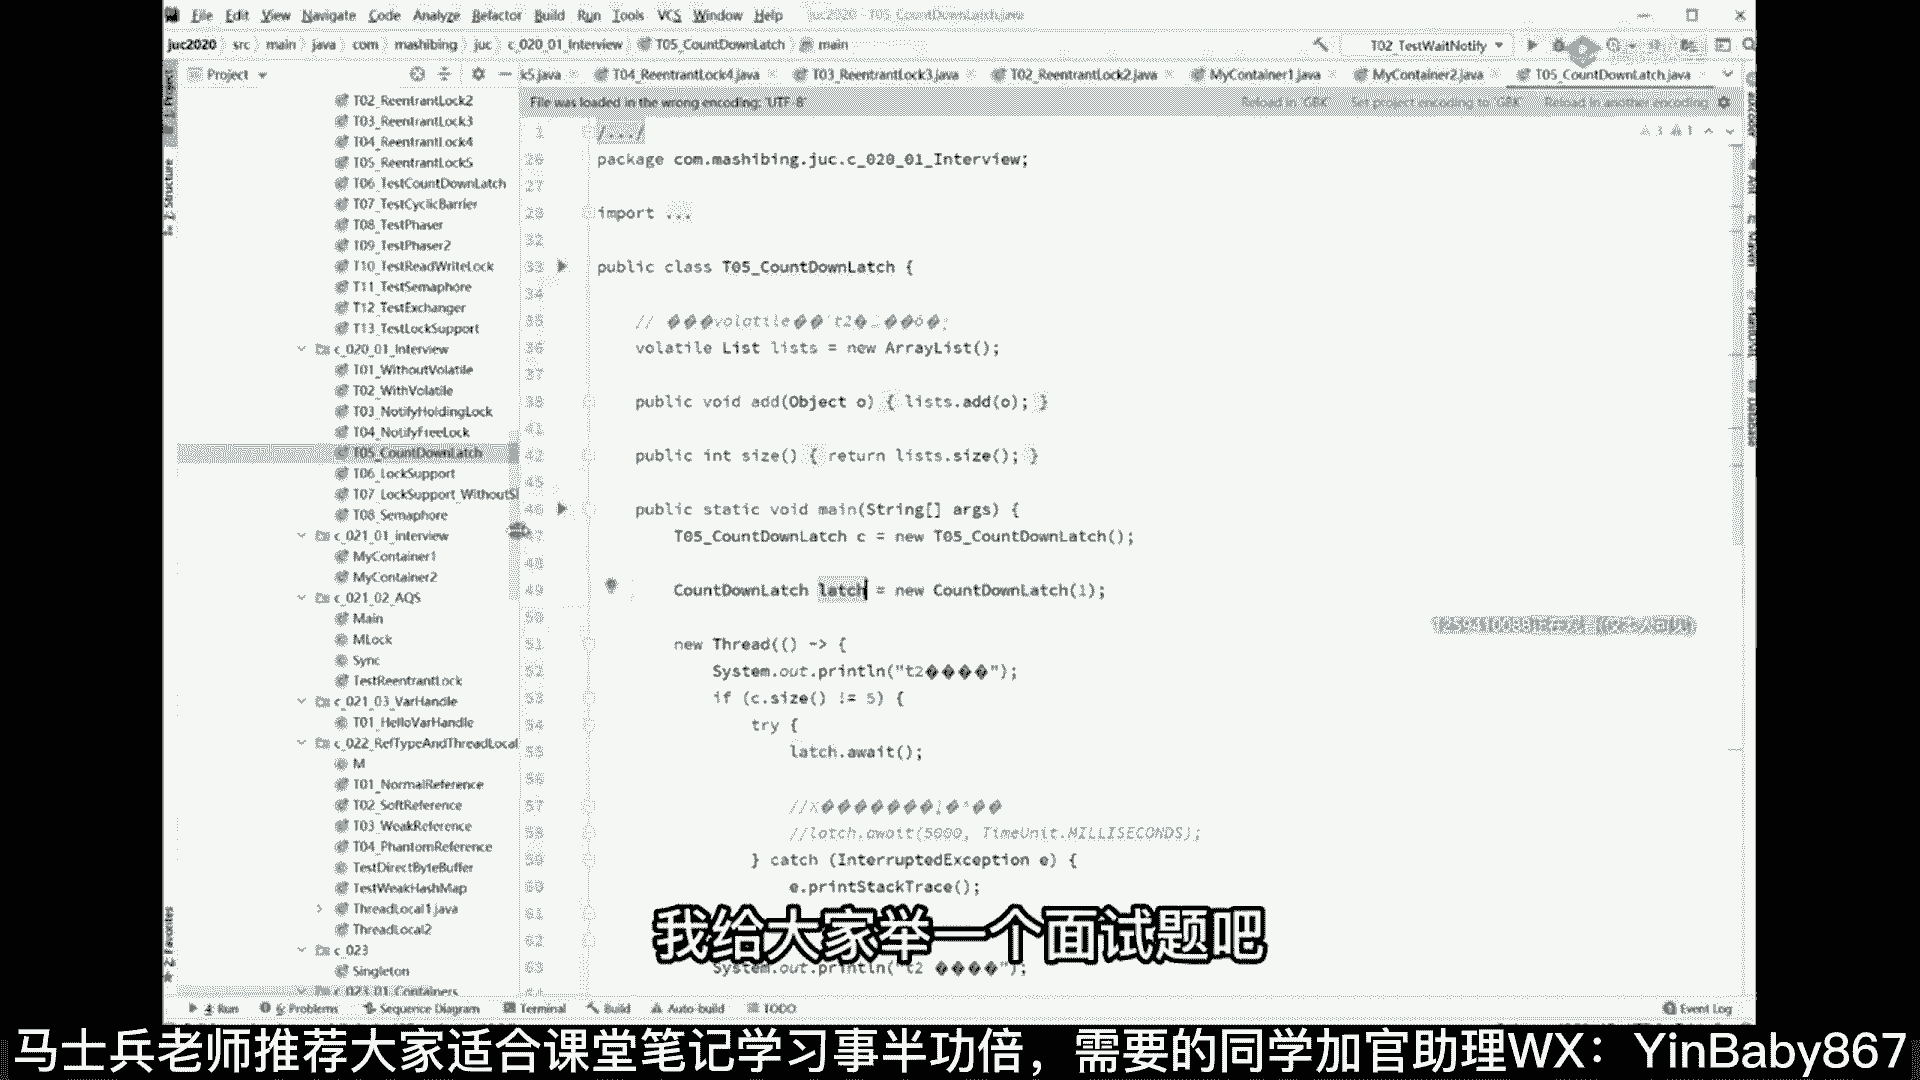 File Edit View Navigate Code Analyze Refactor Build Run Tools VCS Window Help juc2020 - T05_CountDownLatch.java
juc2020 src main java com mashibing juc c_020_01_Interview T05_CountDownLatch main T02_TestWaitNotify
Project k5.java T04_ReentrantLock4.java T03_ReentrantLock3.java T02_ReentrantLock2.java MyContainer1.java MyContainer2.java T05_CountDownLatch.java
File was loaded in the wrong encoding: 'UTF-8' Reload in 'GBK' Set project encoding to 'GBK' Reload in another encoding
T02_ReentrantLock2
T03_ReentrantLock3
T04_ReentrantLock4
T05_ReentrantLock5
T06_TestCountDownLatch
T07_TestCyclicBarrier
T08_TestPhaser
T09_TestPhaser2
T10_TestReadWriteLock
T11_TestSemaphore
T12_TestExchanger
T13_TestLockSupport
c_020_01_Interview
T01_WithoutVolatile
T02_WithVolatile
T03_NotifyHoldingLock
T04_NotifyFreeLock
T05_CountDownLatch
T06_LockSupport
T07_LockSupport_WithoutSl
T08_Semaphore
c_021_01_interview
MyContainer1
MyContainer2
c_021_02_AQS
Main
MLock
Sync
TestReentrantLock
c_021_03_VarHandle
T01_HelloVarHandle
c_022_RefTypeAndThreadLocal
M
T01_NormalReference
T02_SoftReference
T03_WeakReference
T04_PhantomReference
TestDirectByteBuffer
TestWeakHashMap
ThreadLocal1.java
ThreadLocal2
c_023
Singleton
c_023_01_Containers
1 /.../
26 package com.mashibing.juc.c_020_01_Interview;
27
28 import ...
32
33 public class T05_CountDownLatch {
34
35 // ���volatile��
36 volatile List lists = new ArrayList();
37
38 public void add(Object o) { lists.add(o); }
41
42 public int size() { return lists.size(); }
45
46 public static void main(String[] args) {
47 T05_CountDownLatch c = new T05_CountDownLatch();
48
49 CountDownLatch latch = new CountDownLatch(1);
50
51 new Thread(() -> {
52 System.out.println("t2����");
53 if (c.size() != 5) {
54 try {
55 latch.await();
56
57
58 //latch.await(5000, TimeUnit.MILLISECONDS);
59 } catch (InterruptedException e) {
60 e.printStackTrace();
61
62
63 System.out.println("t2 ����");
我给大家举一个面试题吧
4: Run 6: Problems Sequence Diagram Terminal Build Auto-build TODO Event Log
1: Project
Z: Structure
2: Favorites
Ant
Maven
Database
马士兵老师推荐大家适合课堂笔记学习事半功倍，需要的同学加官助理WX：YinBaby867